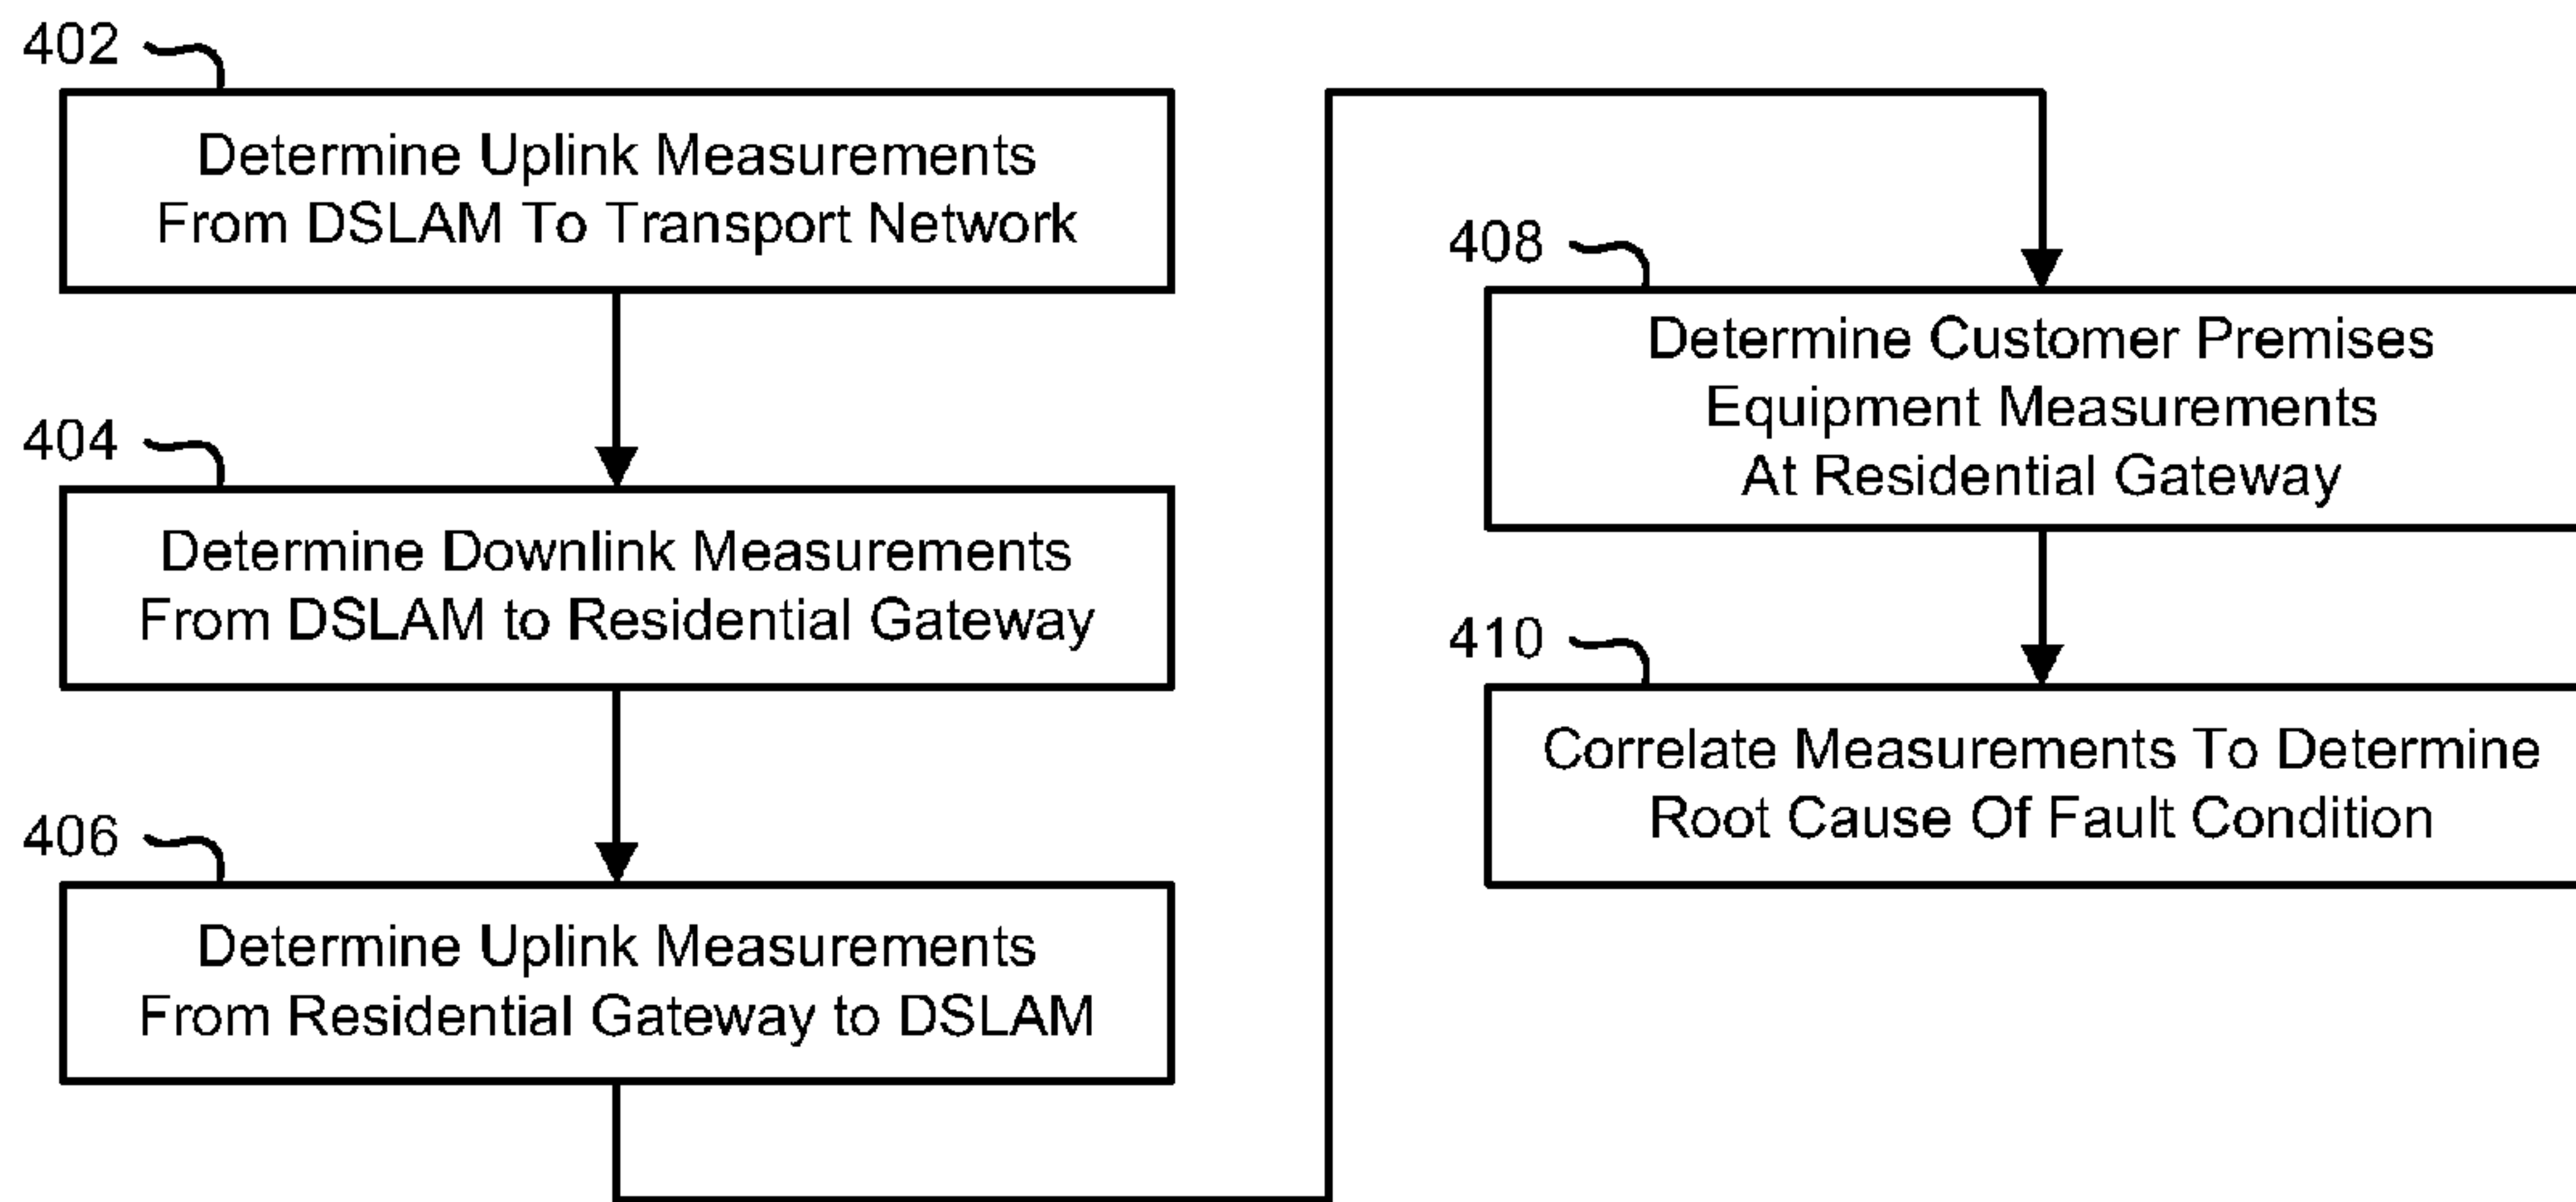 402
Determine Uplink Measurements
From DSLAM To Transport Network
404
Determine Downlink Measurements
From DSLAM to Residential Gateway
406
Determine Uplink Measurements
From Residential Gateway to DSLAM
408
Determine Customer Premises
Equipment Measurements
At Residential Gateway
410
Correlate Measurements To Determine
Root Cause Of Fault Condition